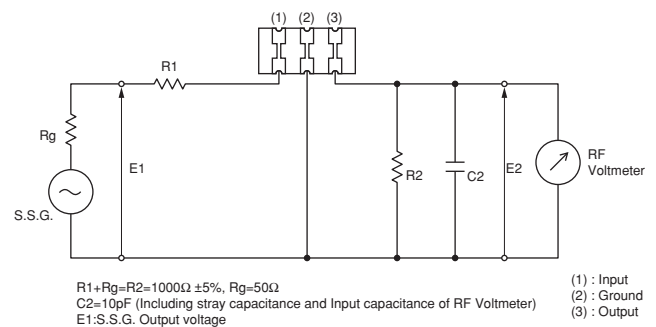 (1) (2) (3)
R1
Rg
E1
R2
C2
E2
RF
Voltmeter
S.S.G.
R1+Rg=R2=1000Ω ±5%, Rg=50Ω
C2=10pF (Including stray capacitance and Input capacitance of RF Voltmeter)
E1:S.S.G. Output voltage
(1) : Input
(2) : Ground
(3) : Output